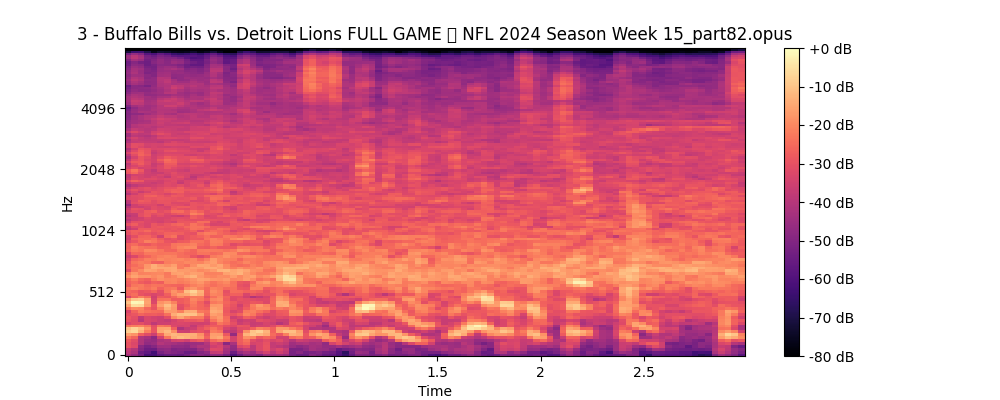 3 - Buffalo Bills vs. Detroit Lions FULL GAME ▯ NFL 2024 Season Week 15_part82.opus
+0 dB
-10 dB
-20 dB
-30 dB
-40 dB
-50 dB
-60 dB
-70 dB
-80 dB
4096
2048
1024
512
0
Hz
0
0.5
1
1.5
2
2.5
Time